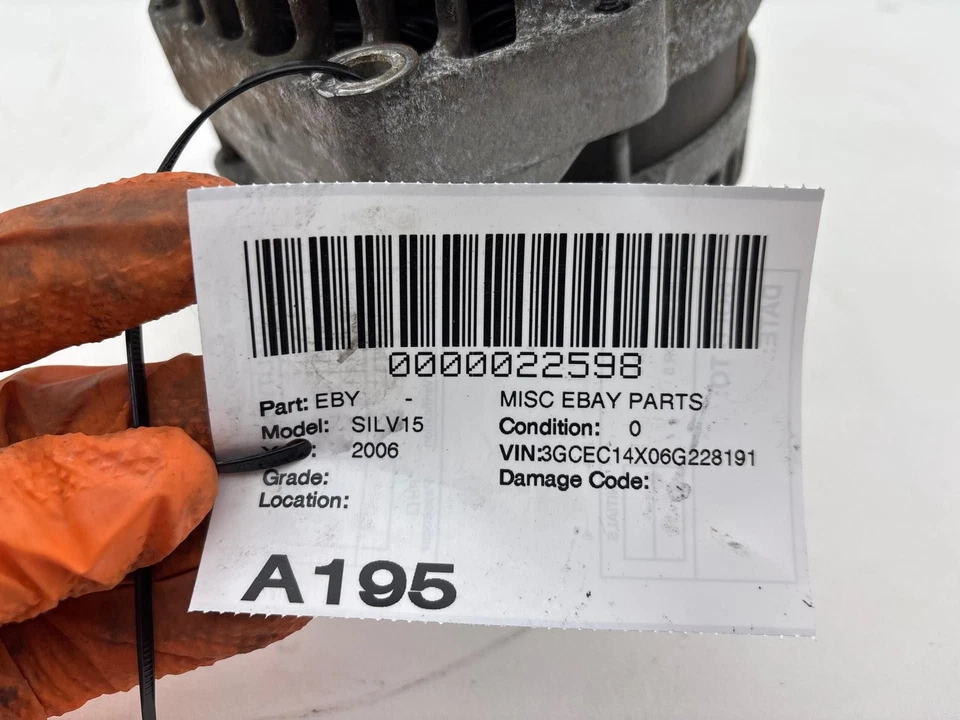 0000022598
Part: EBY - MISC EBAY PARTS
Model: SILV15 Condition: 0
2006 VIN:3GCEC14X06G228191
Grade: Damage Code:
Location:
A195